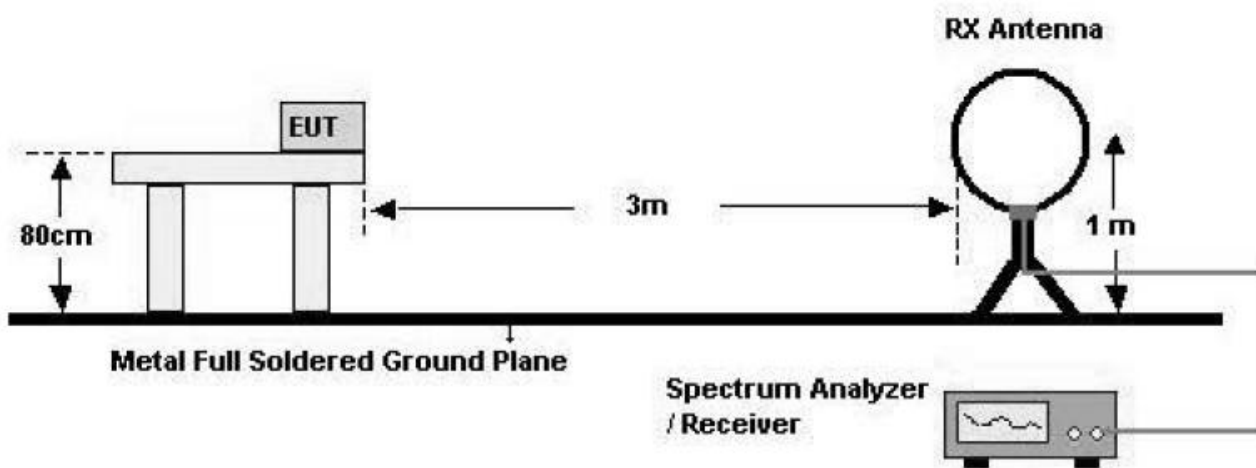 RX Antenna
EUT
80cm
3m
1 m
Metal Full Soldered Ground Plane
Spectrum Analyzer
/ Receiver